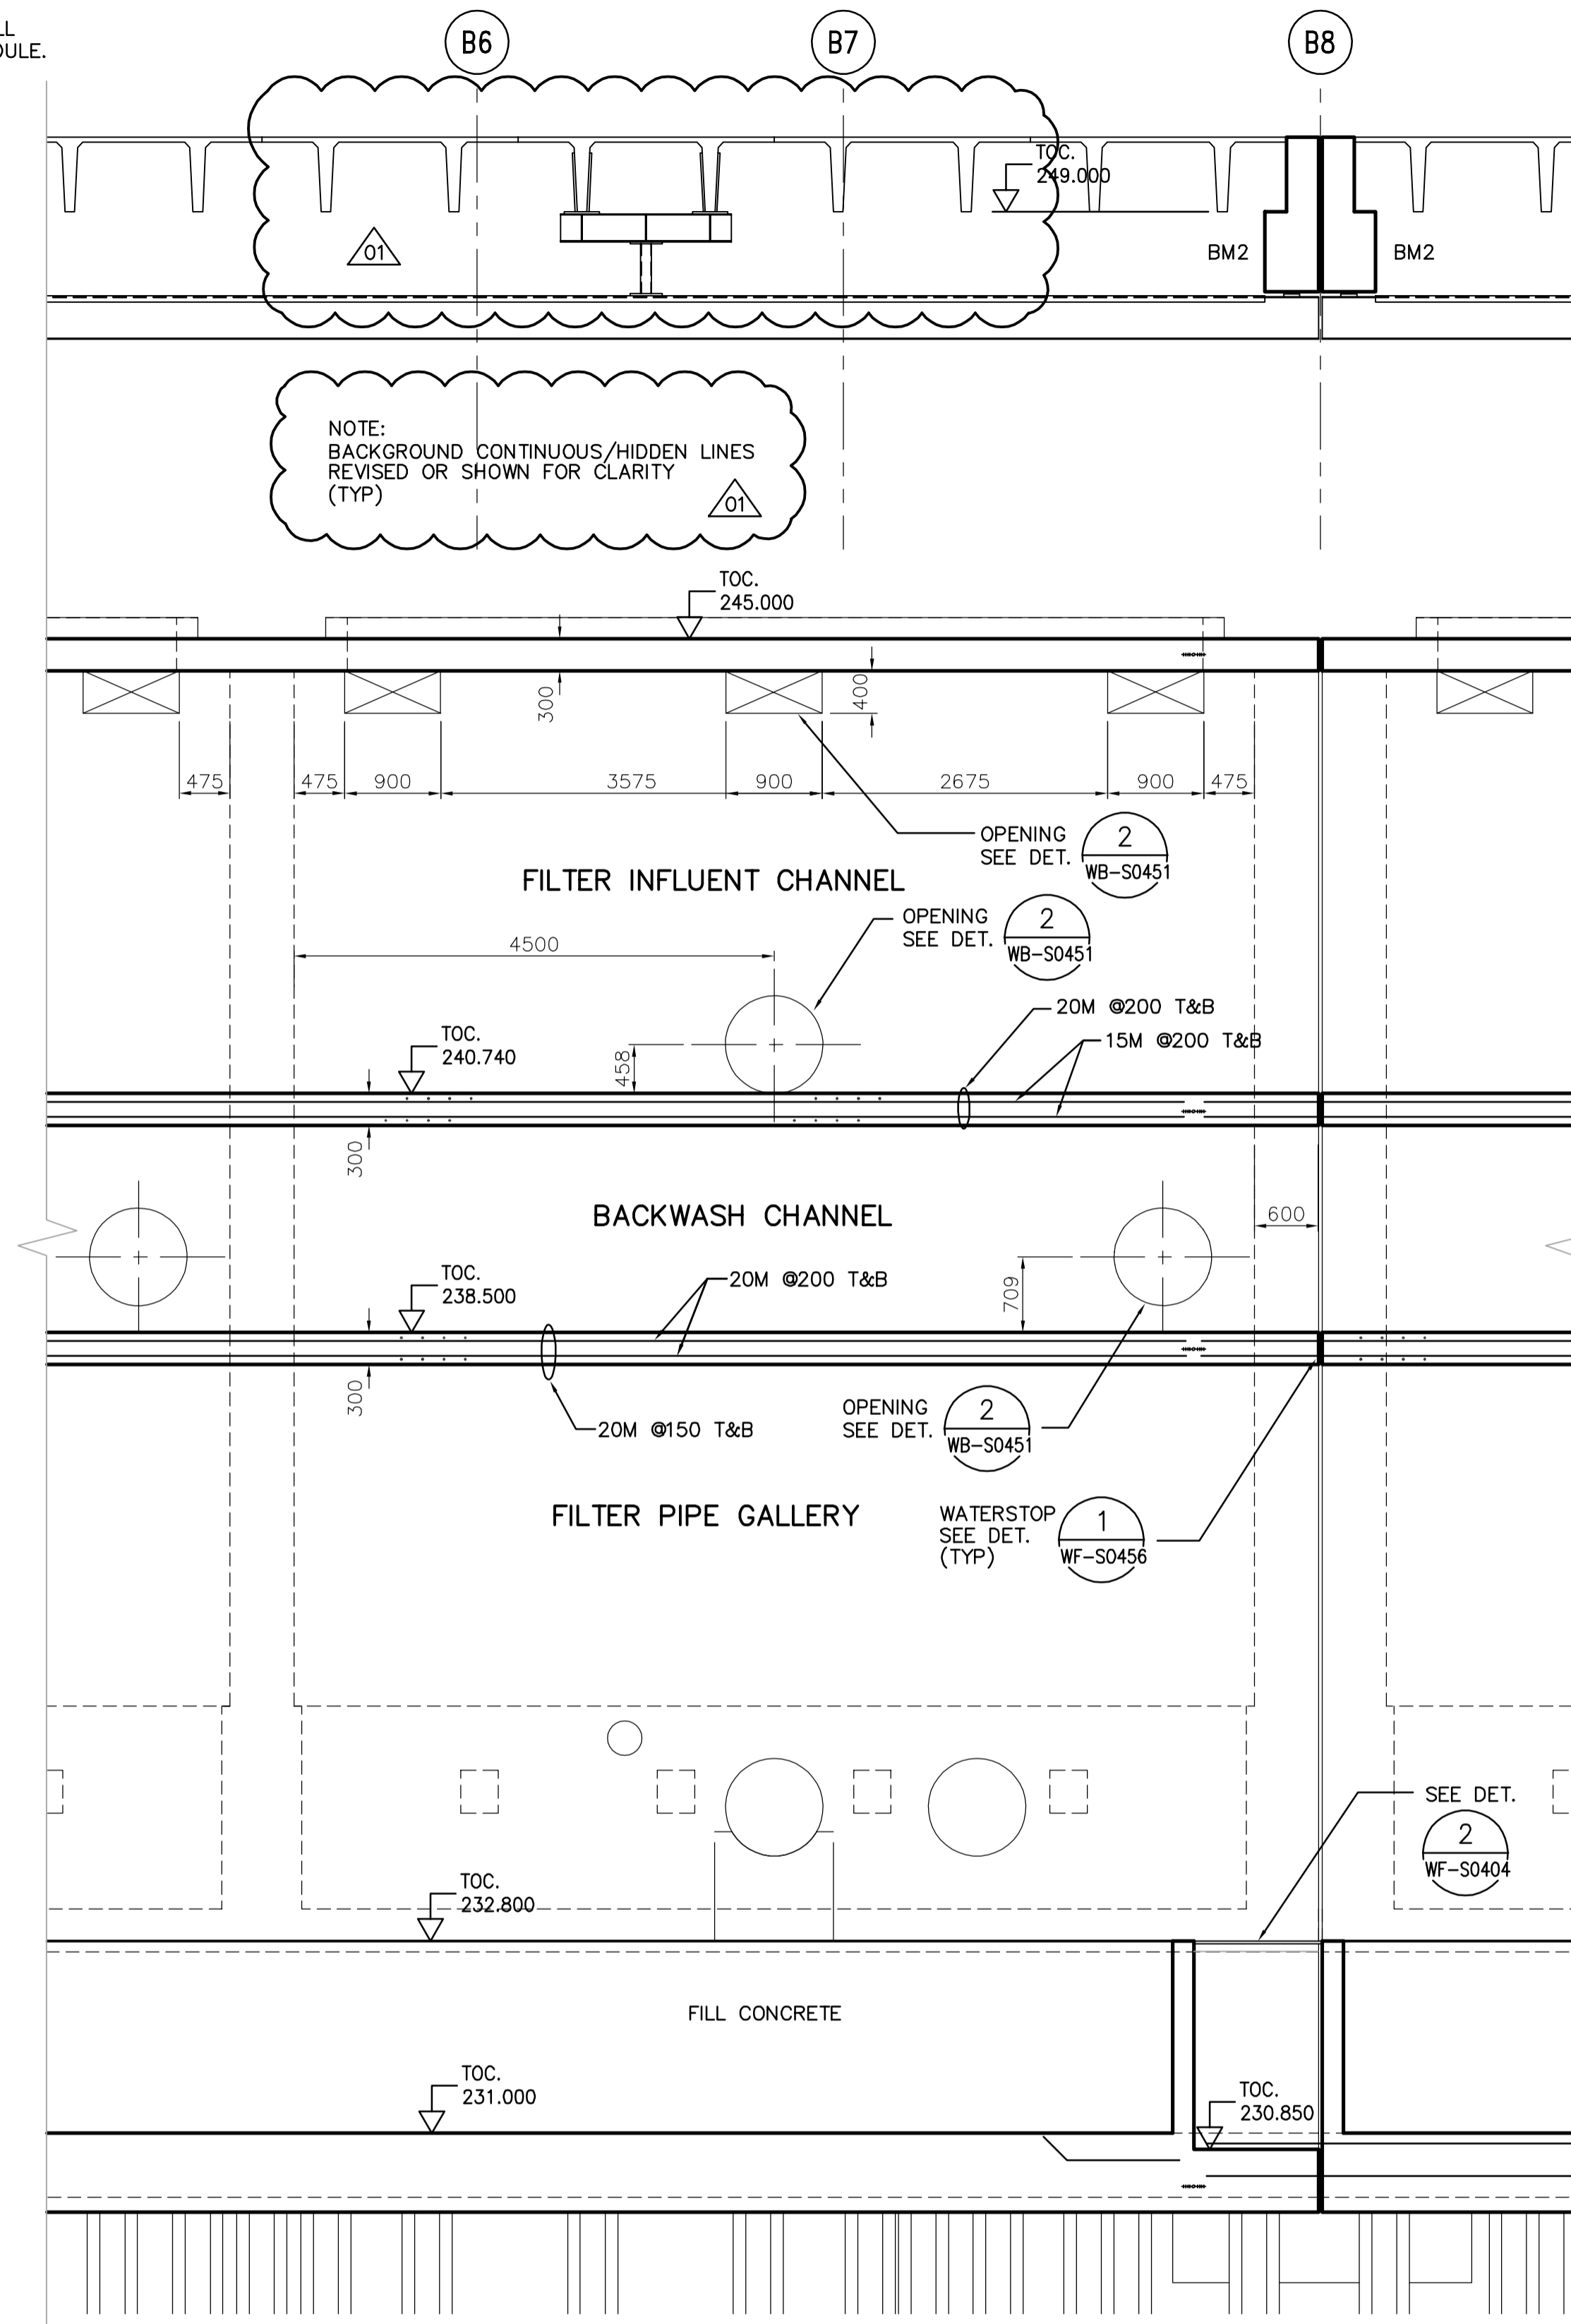 LL
DULE.
B6
B7
B8
TOC.
249.000
01
BM2
BM2
NOTE:
BACKGROUND CONTINUOUS/HIDDEN LINES
REVISED OR SHOWN FOR CLARITY
(TYP)
01
TOC.
245.000
300
400
475
475
900
3575
900
2675
900
475
OPENING
SEE DET.
2
WB-S0451
FILTER INFLUENT CHANNEL
OPENING
SEE DET.
2
WB-S0451
4500
20M @200 T&B
15M @200 T&B
TOC.
240.740
458
300
BACKWASH CHANNEL
600
TOC.
238.500
20M @200 T&B
709
300
20M @150 T&B
OPENING
SEE DET.
2
WB-S0451
FILTER PIPE GALLERY
WATERSTOP
SEE DET.
(TYP)
1
WF-S0456
SEE DET.
2
WF-S0404
TOC.
232.800
FILL CONCRETE
TOC.
231.000
TOC.
230.850